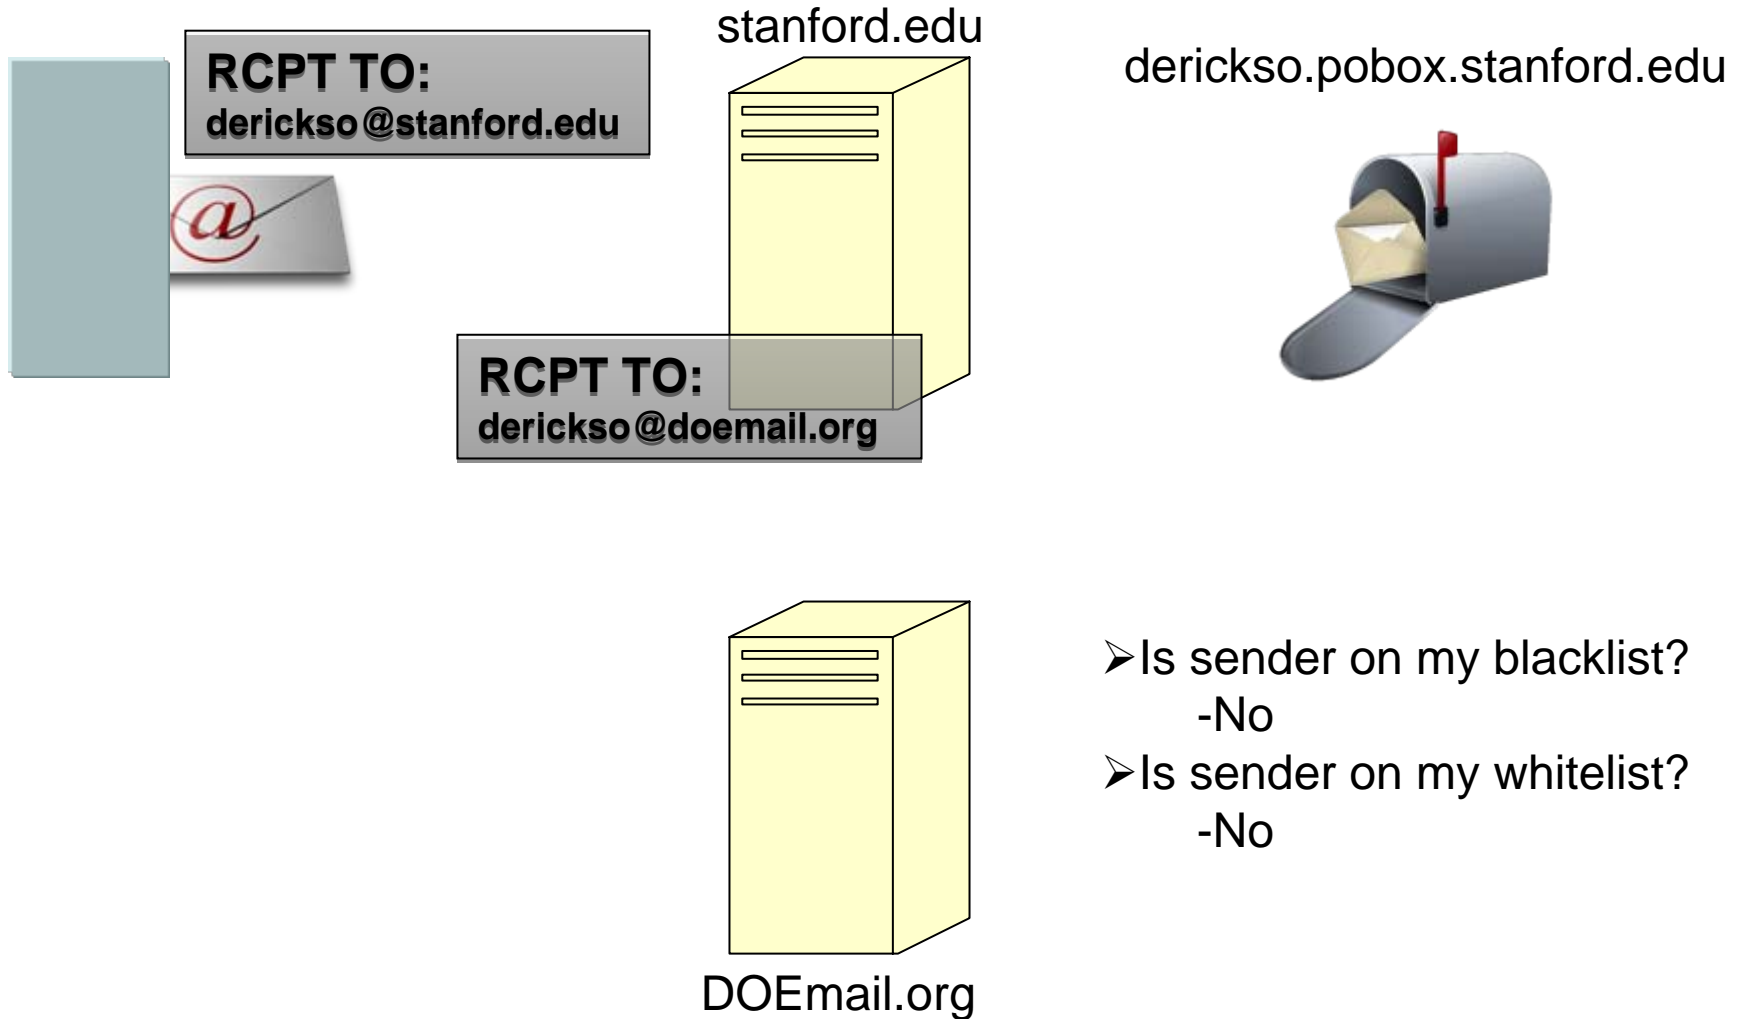 stanford.edu
RCPT TO:
derickso@stanford.edu
derickso.pobox.stanford.edu
@
RCPT TO:
derickso@doemail.org
➢Is sender on my blacklist?
-No
➢Is sender on my whitelist?
-No
DOEmail.org